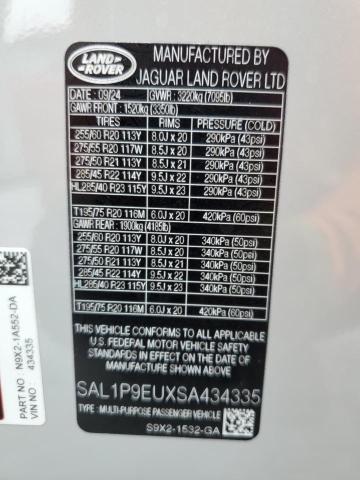 LAND ROVER
MANUFACTURED BY
JAGUAR LAND ROVER LTD
DATE : 09/24 GVWR : 3220kg (7095lb)
GAWR FRONT : 1520kg (3350lb)
TIRES RIMS PRESSURE (COLD)
255/60 R20 113Y 8.0J x 20 290kPa (43psi)
275/55 R20 117W 8.5J x 20 290kPa (43psi)
275/50 R21 113Y 8.5J x 21 290kPa (43psi)
285/45 R22 114Y 9.5J x 22 290kPa (43psi)
HL285/40 R23 115Y 9.5J x 23 290kPa (43psi)
T195/75 R20 116M 6.0J x 20 420kPa (60psi)
GAWR REAR : 1900kg (4185lb)
255/60 R20 113Y 8.0J x 20 340kPa (50psi)
275/55 R20 117W 8.5J x 20 340kPa (50psi)
275/50 R21 113Y 8.5J x 21 340kPa (50psi)
285/45 R22 114Y 9.5J x 22 340kPa (50psi)
HL285/40 R23 115Y 9.5J x 23 340kPa (50psi)
T195/75 R20 116M 6.0J x 20 420kPa (60psi)
THIS VEHICLE CONFORMS TO ALL APPLICABLE
U.S. FEDERAL MOTOR VEHICLE SAFETY STANDARDS
IN EFFECT ON THE DATE OF
MANUFACTURE SHOWN ABOVE
SAL1P9EUXSA434335
TYPE : MULTI-PURPOSE PASSENGER VEHICLE
S9X2-1532-GA
PART NO : N9X2-1A552-DA
VIN NO : 434335